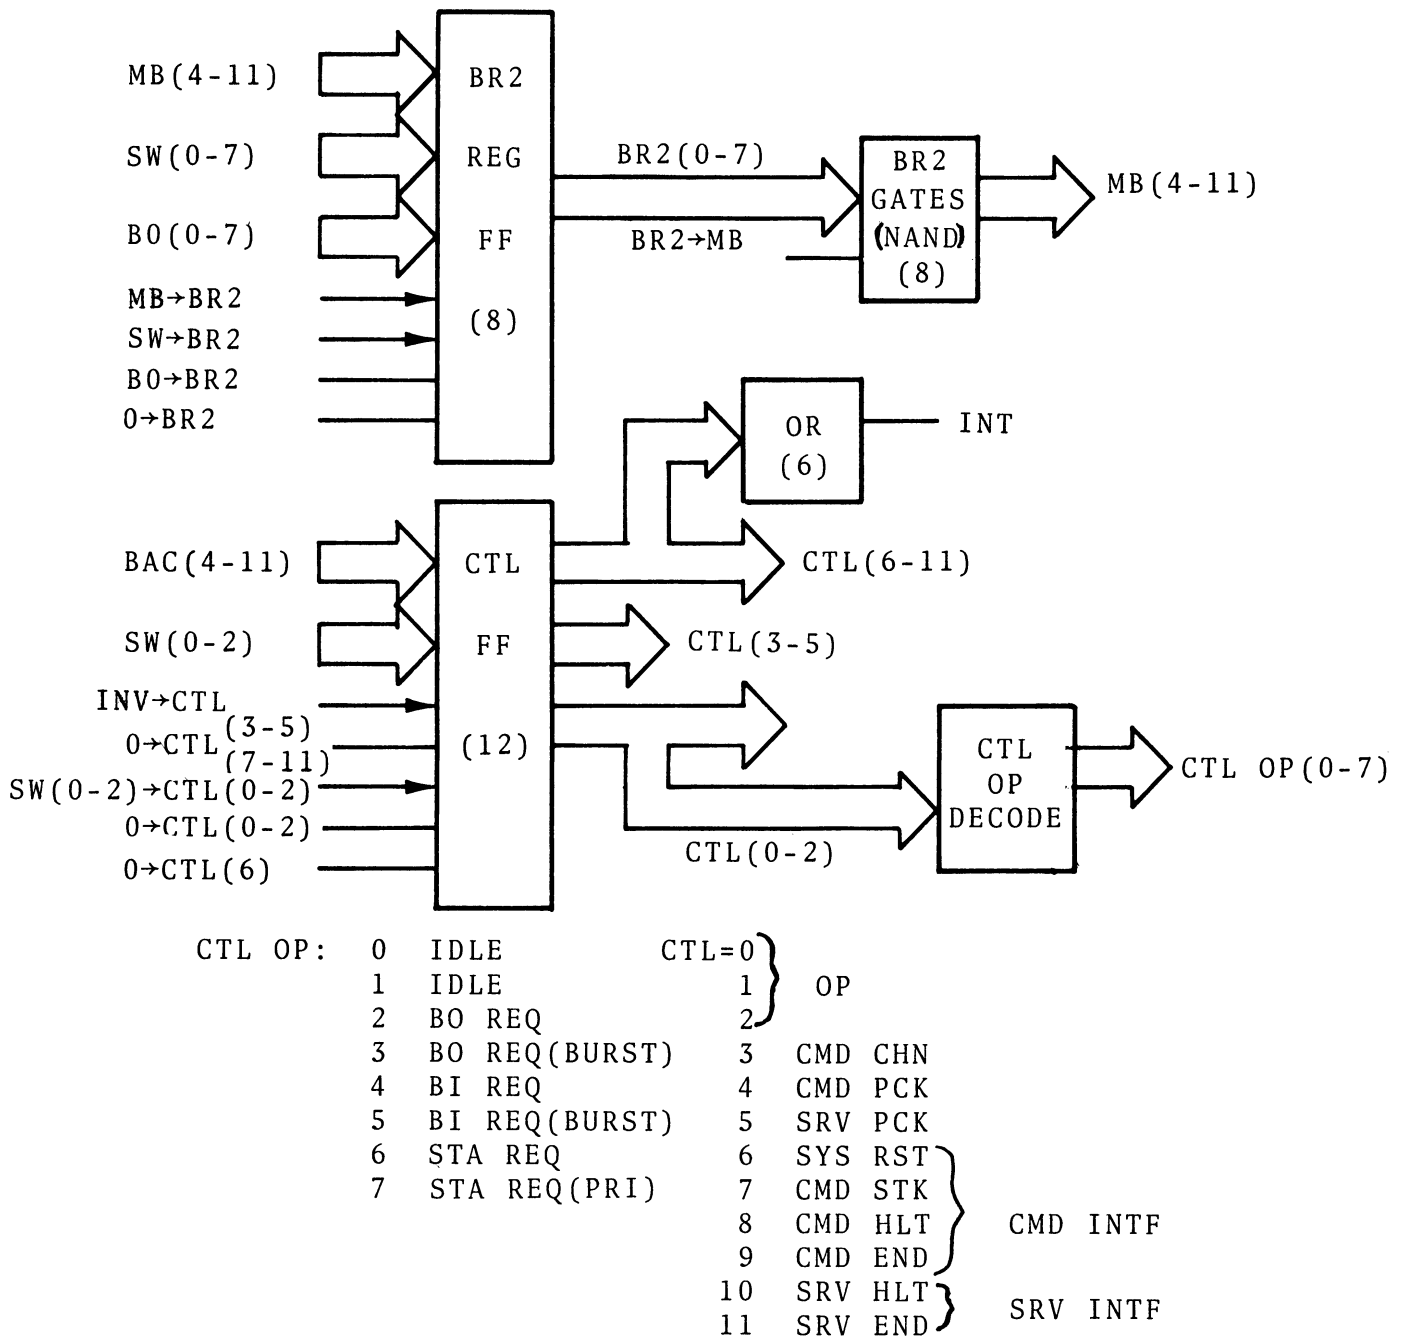 MB(4-11)
SW(0-7)
BO(0-7)
MB→BR2
SW→BR2
BO→BR2
0→BR2
BR2
REG
FF
(8)
BR2(0-7)
BR2→MB
BR2
GATES
(NAND)
(8)
MB(4-11)
OR
(6)
INT
BAC(4-11)
SW(0-2)
INV→CTL
0→CTL(3-5)
(7-11)
SW(0-2)→CTL(0-2)
0→CTL(0-2)
0→CTL(6)
CTL
FF
(12)
CTL(6-11)
CTL(3-5)
CTL(0-2)
CTL
OP
DECODE
CTL OP(0-7)
CTL OP: 0 IDLE
1 IDLE
2 BO REQ
3 BO REQ(BURST)
4 BI REQ
5 BI REQ(BURST)
6 STA REQ
7 STA REQ(PRI)
CTL=0
1 OP
2
3 CMD CHN
4 CMD PCK
5 SRV PCK
6 SYS RST
7 CMD STK
8 CMD HLT
9 CMD END
CMD INTF
10 SRV HLT
11 SRV END
SRV INTF